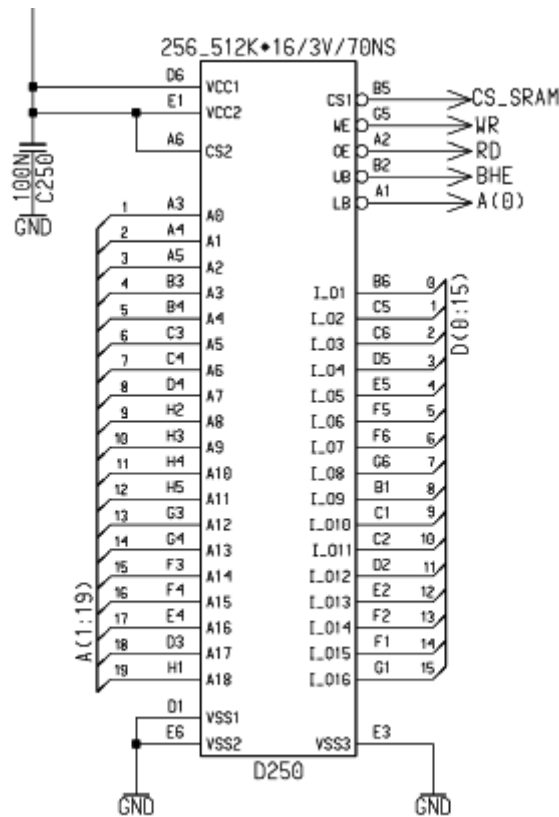 256_512K*16/3V/70NS
D6 VCC1
E1 VCC2
A6 CS2
100N
C250
GND
CS1 B5 CS_SRAM
WE G5 WR
OE A2 RD
UB B2 BHE
LB A1 A(0)
1 A3 A0
2 A4 A1
3 A5 A2
4 B3 A3
5 B4 A4
6 C3 A5
7 C4 A6
8 D4 A7
9 H2 A8
10 H3 A9
11 H4 A10
12 H5 A11
13 G3 A12
14 G4 A13
15 F3 A14
16 F4 A15
17 E4 A16
18 D3 A17
19 H1 A18
A(1:19)
I_O1 B6 0
I_O2 C5 1
I_O3 C6 2
I_O4 D5 3
I_O5 E5 4
I_O6 F5 5
I_O7 F6 6
I_O8 G6 7
I_O9 B1 8
I_O10 C1 9
I_O11 C2 10
I_O12 D2 11
I_O13 E2 12
I_O14 F2 13
I_O15 F1 14
I_O16 G1 15
D(0:15)
D1 VSS1
E6 VSS2
VSS3 E3
D250
GND
GND